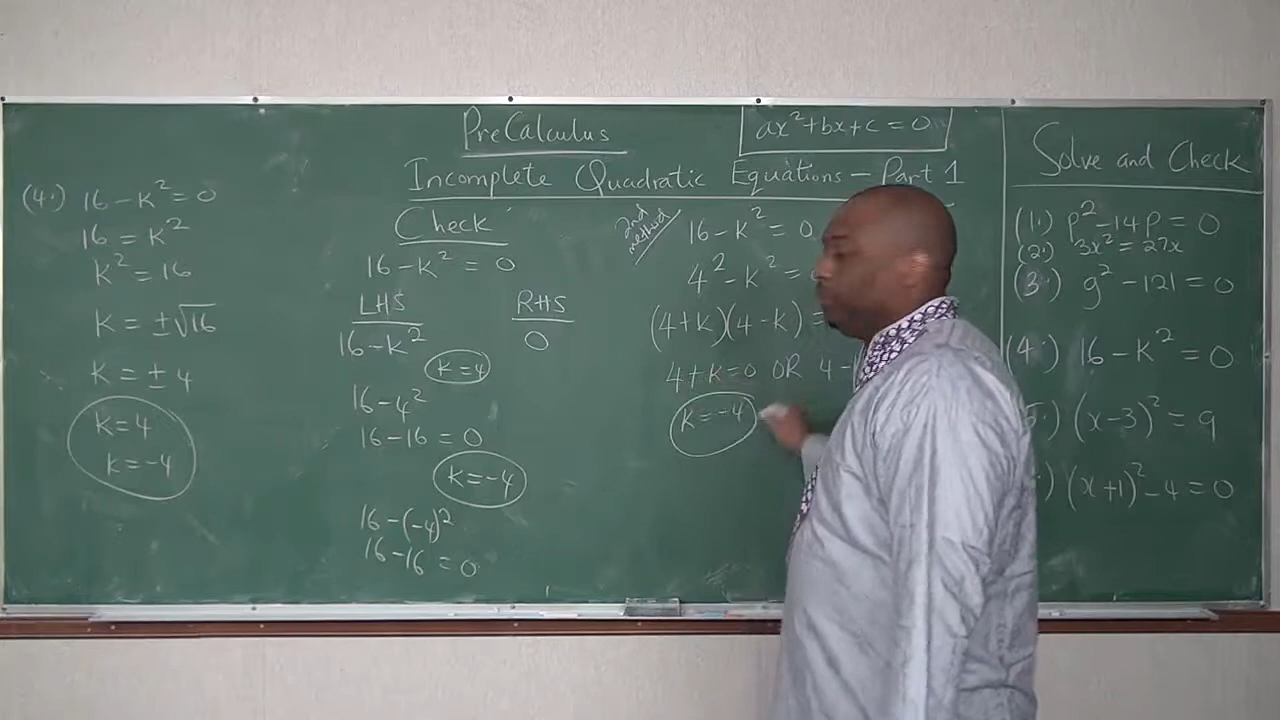 PreCalculus
ax²+bx+c=0
Incomplete Quadratic Equations – Part 1
(4.) 16-k²=0
16=k²
k²=16
k=±√16
k=±4
k=4
k=-4
Check
16-k²=0
LHS RHS
16-k² 0
k=4
16-4²
16-16=0
k=-4
16-(-4)²
16-16=0
2nd method
16-k²=0
4²-k²=
(4+k)(4-k)=
4+k=0 OR 4-
k=-4
Solve and Check
(1.) p²-14p=0
(2.) 3x²=27x
(3.) g²-121=0
(4.) 16-k²=0
5.) (x-3)²=9
.) (x+1)²-4=0